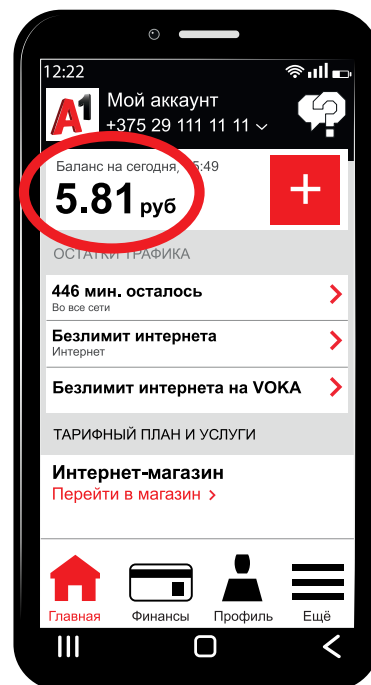 12:22
A1
Мой аккаунт
+375 29 111 11 11
Баланс на сегодня, :49
5.81 руб
+
ОСТАТКИ ТРАФИКА
446 мин. осталось
Во все сети
Безлимит интернета
Интернет
Безлимит интернета на VOKA
ТАРИФНЫЙ ПЛАН И УСЛУГИ
Интернет-магазин
Перейти в магазин >
Главная Финансы Профиль Ещё